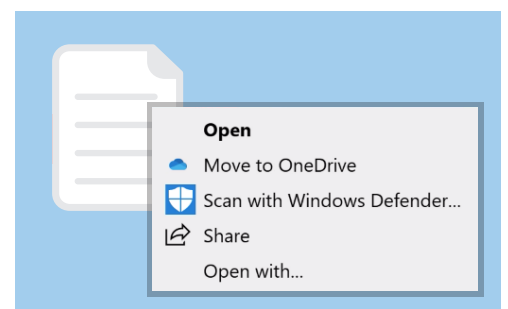 Open
Move to OneDrive
Scan with Windows Defender...
Share
Open with...